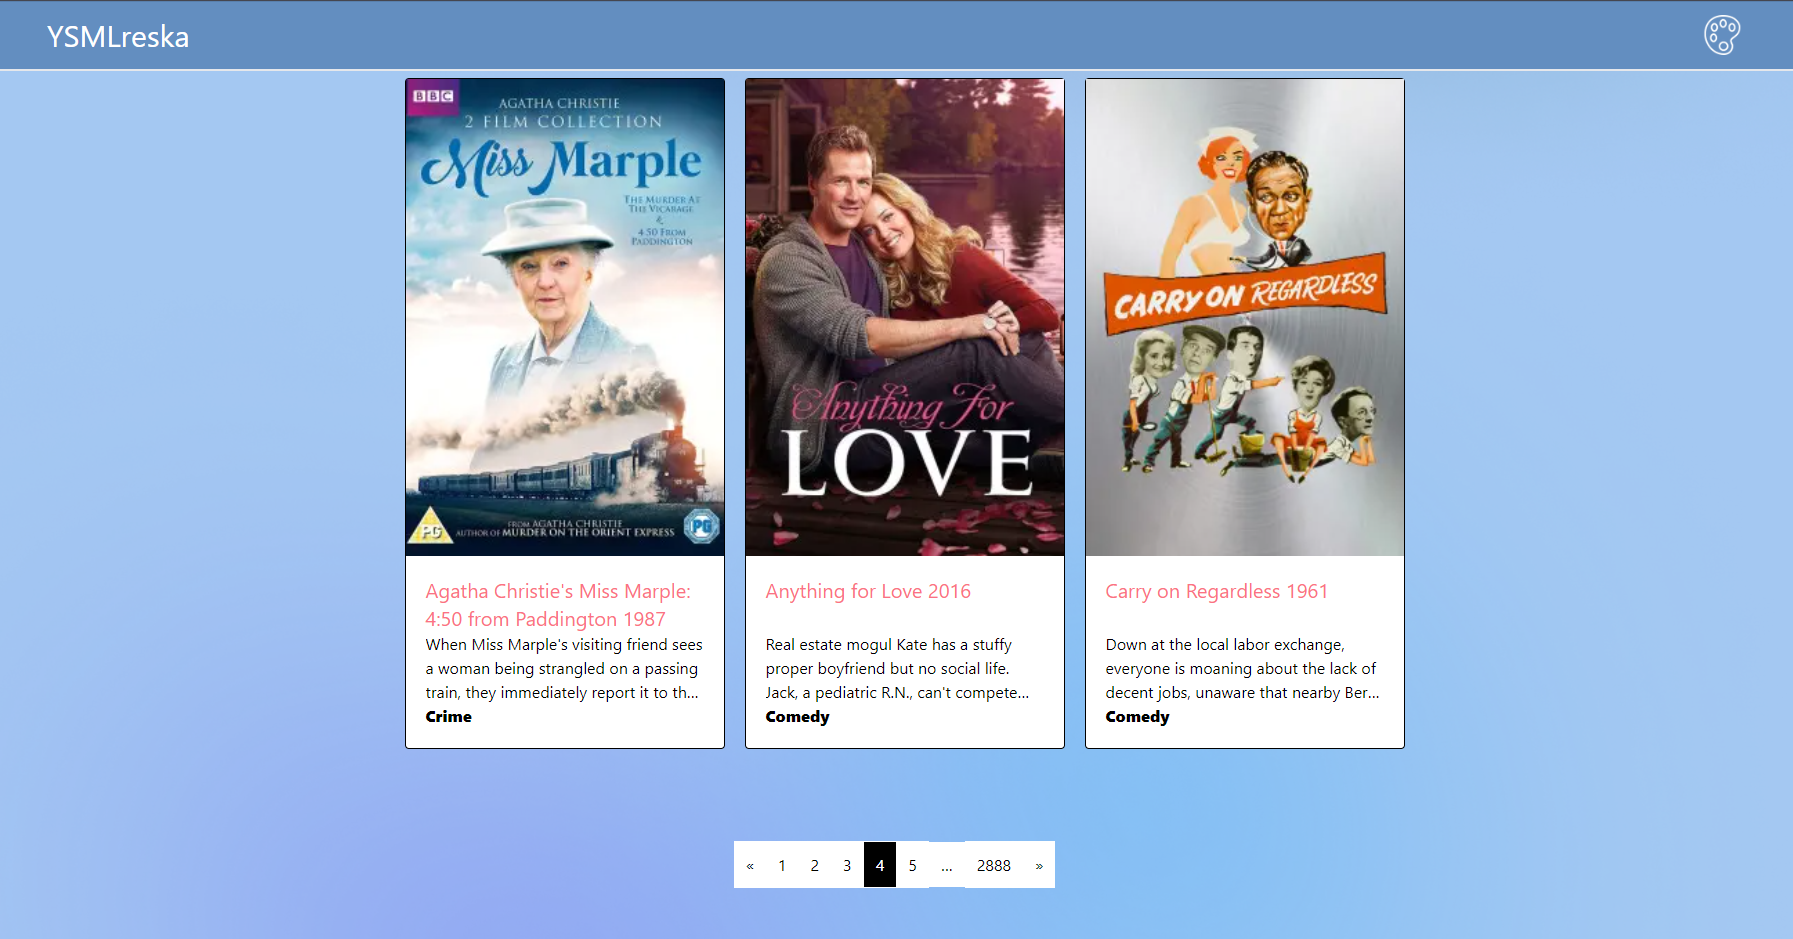 YSMLreska
BBC
AGATHA CHRISTIE
2 FILM COLLECTION
Miss Marple
THE MURDER AT
THE VICARAGE
&
4.50 FROM
PADDINGTON
PG
FROM AGATHA CHRISTIE
AUTHOR OF MURDER ON THE ORIENT EXPRESS
PG
Agatha Christie's Miss Marple:
4:50 from Paddington 1987
When Miss Marple's visiting friend sees
a woman being strangled on a passing
train, they immediately report it to th...
Crime
Anything For
LOVE
Anything for Love 2016
Real estate mogul Kate has a stuffy
proper boyfriend but no social life.
Jack, a pediatric R.N., can't compete...
Comedy
CARRY ON REGARDLESS
Carry on Regardless 1961
Down at the local labor exchange,
everyone is moaning about the lack of
decent jobs, unaware that nearby Ber...
Comedy
« 1 2 3 4 5 ... 2888 »